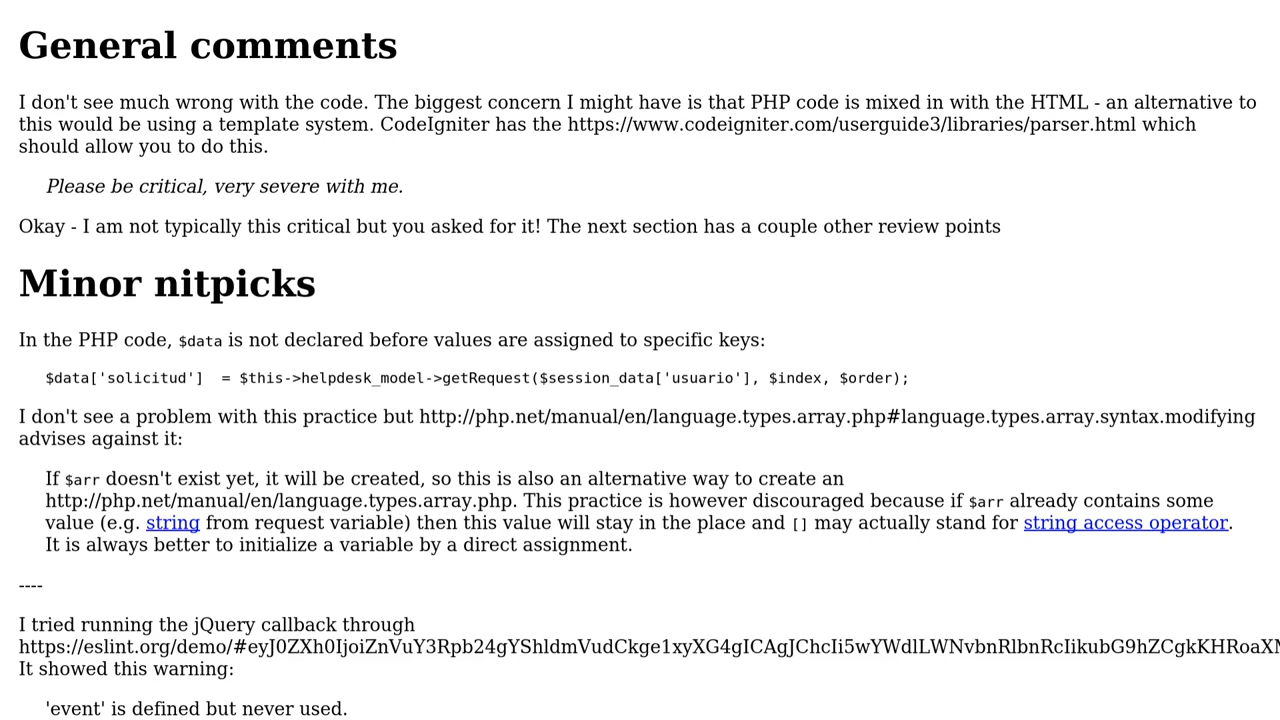 General comments
I don't see much wrong with the code. The biggest concern I might have is that PHP code is mixed in with the HTML - an alternative to
this would be using a template system. CodeIgniter has the https://www.codeigniter.com/userguide3/libraries/parser.html which
should allow you to do this.
Please be critical, very severe with me.
Okay - I am not typically this critical but you asked for it! The next section has a couple other review points
Minor nitpicks
In the PHP code, $data is not declared before values are assigned to specific keys:
$data['solicitud']  = $this->helpdesk_model->getRequest($session_data['usuario'], $index, $order);
I don't see a problem with this practice but http://php.net/manual/en/language.types.array.php#language.types.array.syntax.modifying
advises against it:
If $arr doesn't exist yet, it will be created, so this is also an alternative way to create an
http://php.net/manual/en/language.types.array.php. This practice is however discouraged because if $arr already contains some
value (e.g. string from request variable) then this value will stay in the place and [] may actually stand for string access operator.
It is always better to initialize a variable by a direct assignment.
----
I tried running the jQuery callback through
https://eslint.org/demo/#eyJ0ZXh0IjoiZnVuY3Rpb24gYShldmVudCkge1xyXG4gICAgJChcIi5wYWdlLWNvbnRlbnRcIikubG9hZCgkKHRoaXM
It showed this warning:
'event' is defined but never used.